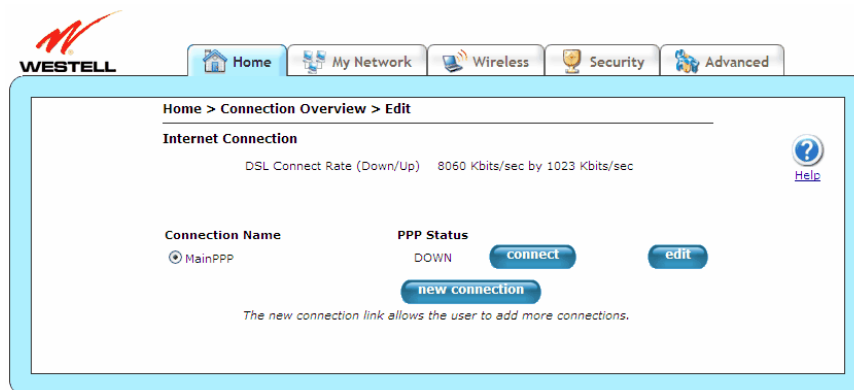 WESTELL
Home
My Network
Wireless
Security
Advanced
Home > Connection Overview > Edit
Internet Connection
DSL Connect Rate (Down/Up) 8060 Kbits/sec by 1023 Kbits/sec
Help
Connection Name PPP Status
MainPPP DOWN connect edit
new connection
The new connection link allows the user to add more connections.